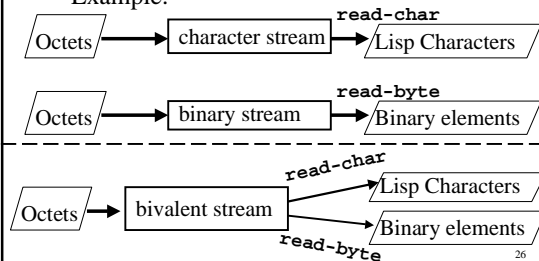 Example:
read-char
Octets character stream Lisp Characters
read-byte
Octets binary stream Binary elements
read-char
Lisp Characters
Octets bivalent stream
Binary elements
read-byte
26